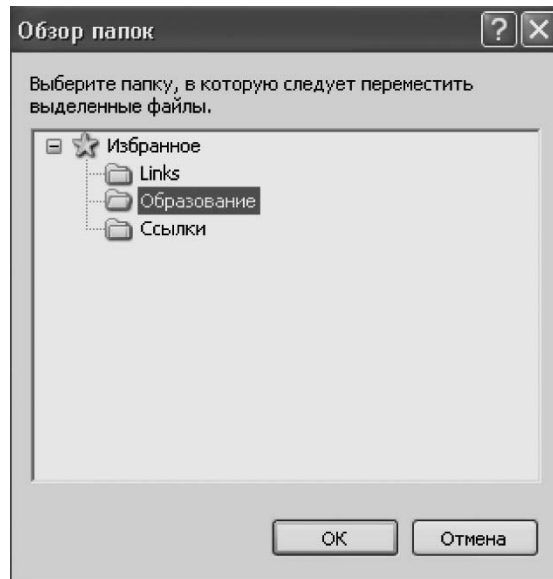 Обзор папок
Выберите папку, в которую следует переместить
выделенные файлы.
Избранное
Links
Образование
Ссылки
ОК
Отмена